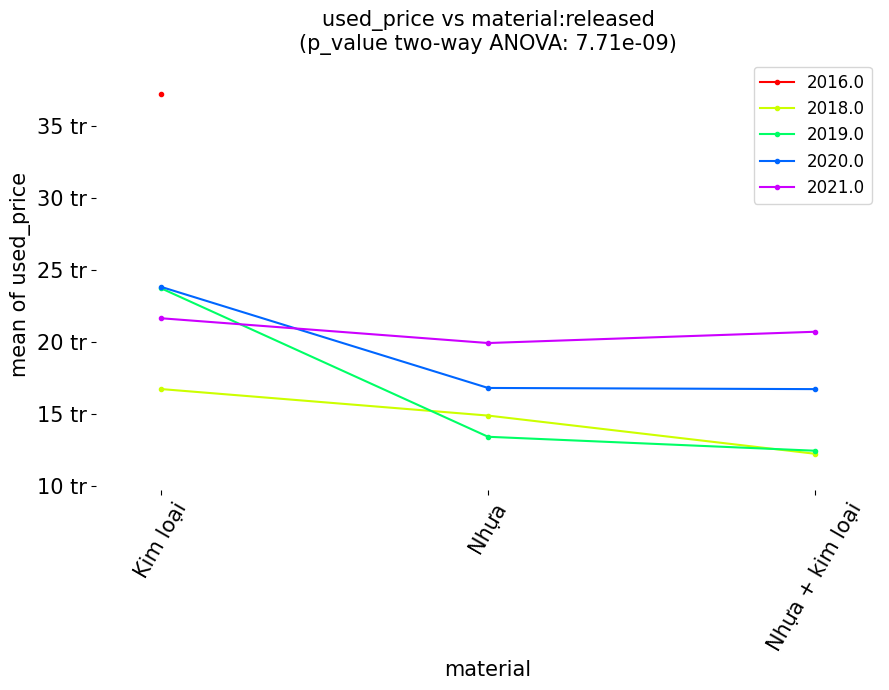 used_price vs material:released
(p_value two-way ANOVA: 7.71e-09)
2016.0
2018.0
2019.0
2020.0
2021.0
mean of used_price
35 tr
30 tr
25 tr
20 tr
15 tr
10 tr
Kim loại
Nhựa
Nhựa + kim loại
material